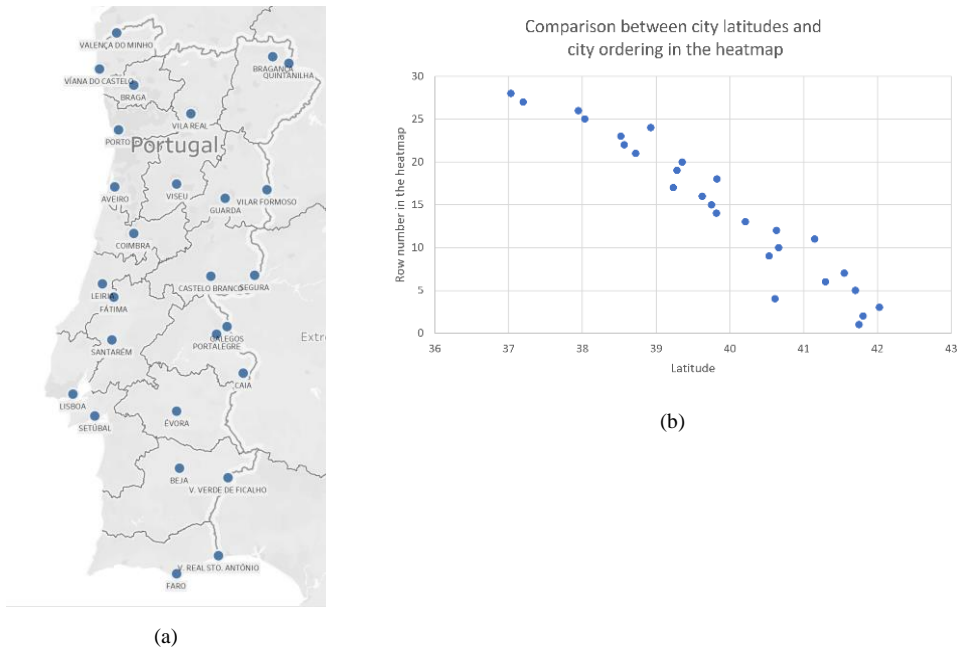 VALENÇA DO MINHO
BRAGANÇA
QUINTANILHA
VIANA DO CASTELO
BRAGA
VILA REAL
PORTO
Portugal
AVEIRO
VISEU
VILAR FORMOSO
GUARDA
COIMBRA
CASTELO BRANCO
SEGURA
LEIRIA
FÁTIMA
GALEGOS
PORTALEGRE
SANTARÉM
Extr
CAIA
LISBOA
ÉVORA
SETÚBAL
BEJA
V. VERDE DE FICALHO
V. REAL STO. ANTÓNIO
FARO
(a)
Comparison between city latitudes and
city ordering in the heatmap
Row number in the heatmap
30
25
20
15
10
5
0
36 37 38 39 40 41 42 43
Latitude
(b)